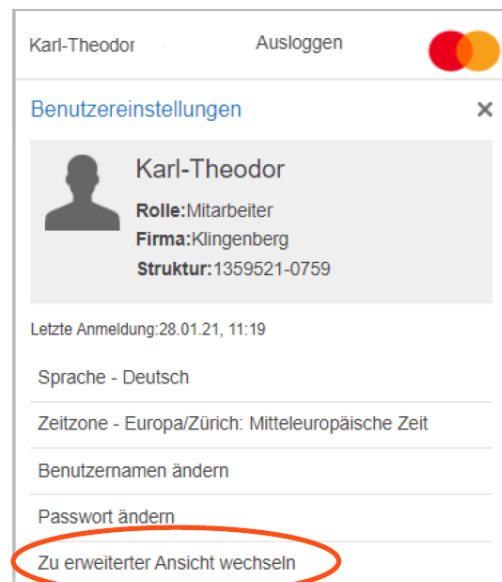 Karl-Theodor Ausloggen
Benutzereinstellungen ×
Karl-Theodor
Rolle:Mitarbeiter
Firma:Klingenberg
Struktur:1359521-0759
Letzte Anmeldung:28.01.21, 11:19
Sprache - Deutsch
Zeitzone - Europa/Zürich: Mitteleuropäische Zeit
Benutzernamen ändern
Passwort ändern
Zu erweiterter Ansicht wechseln